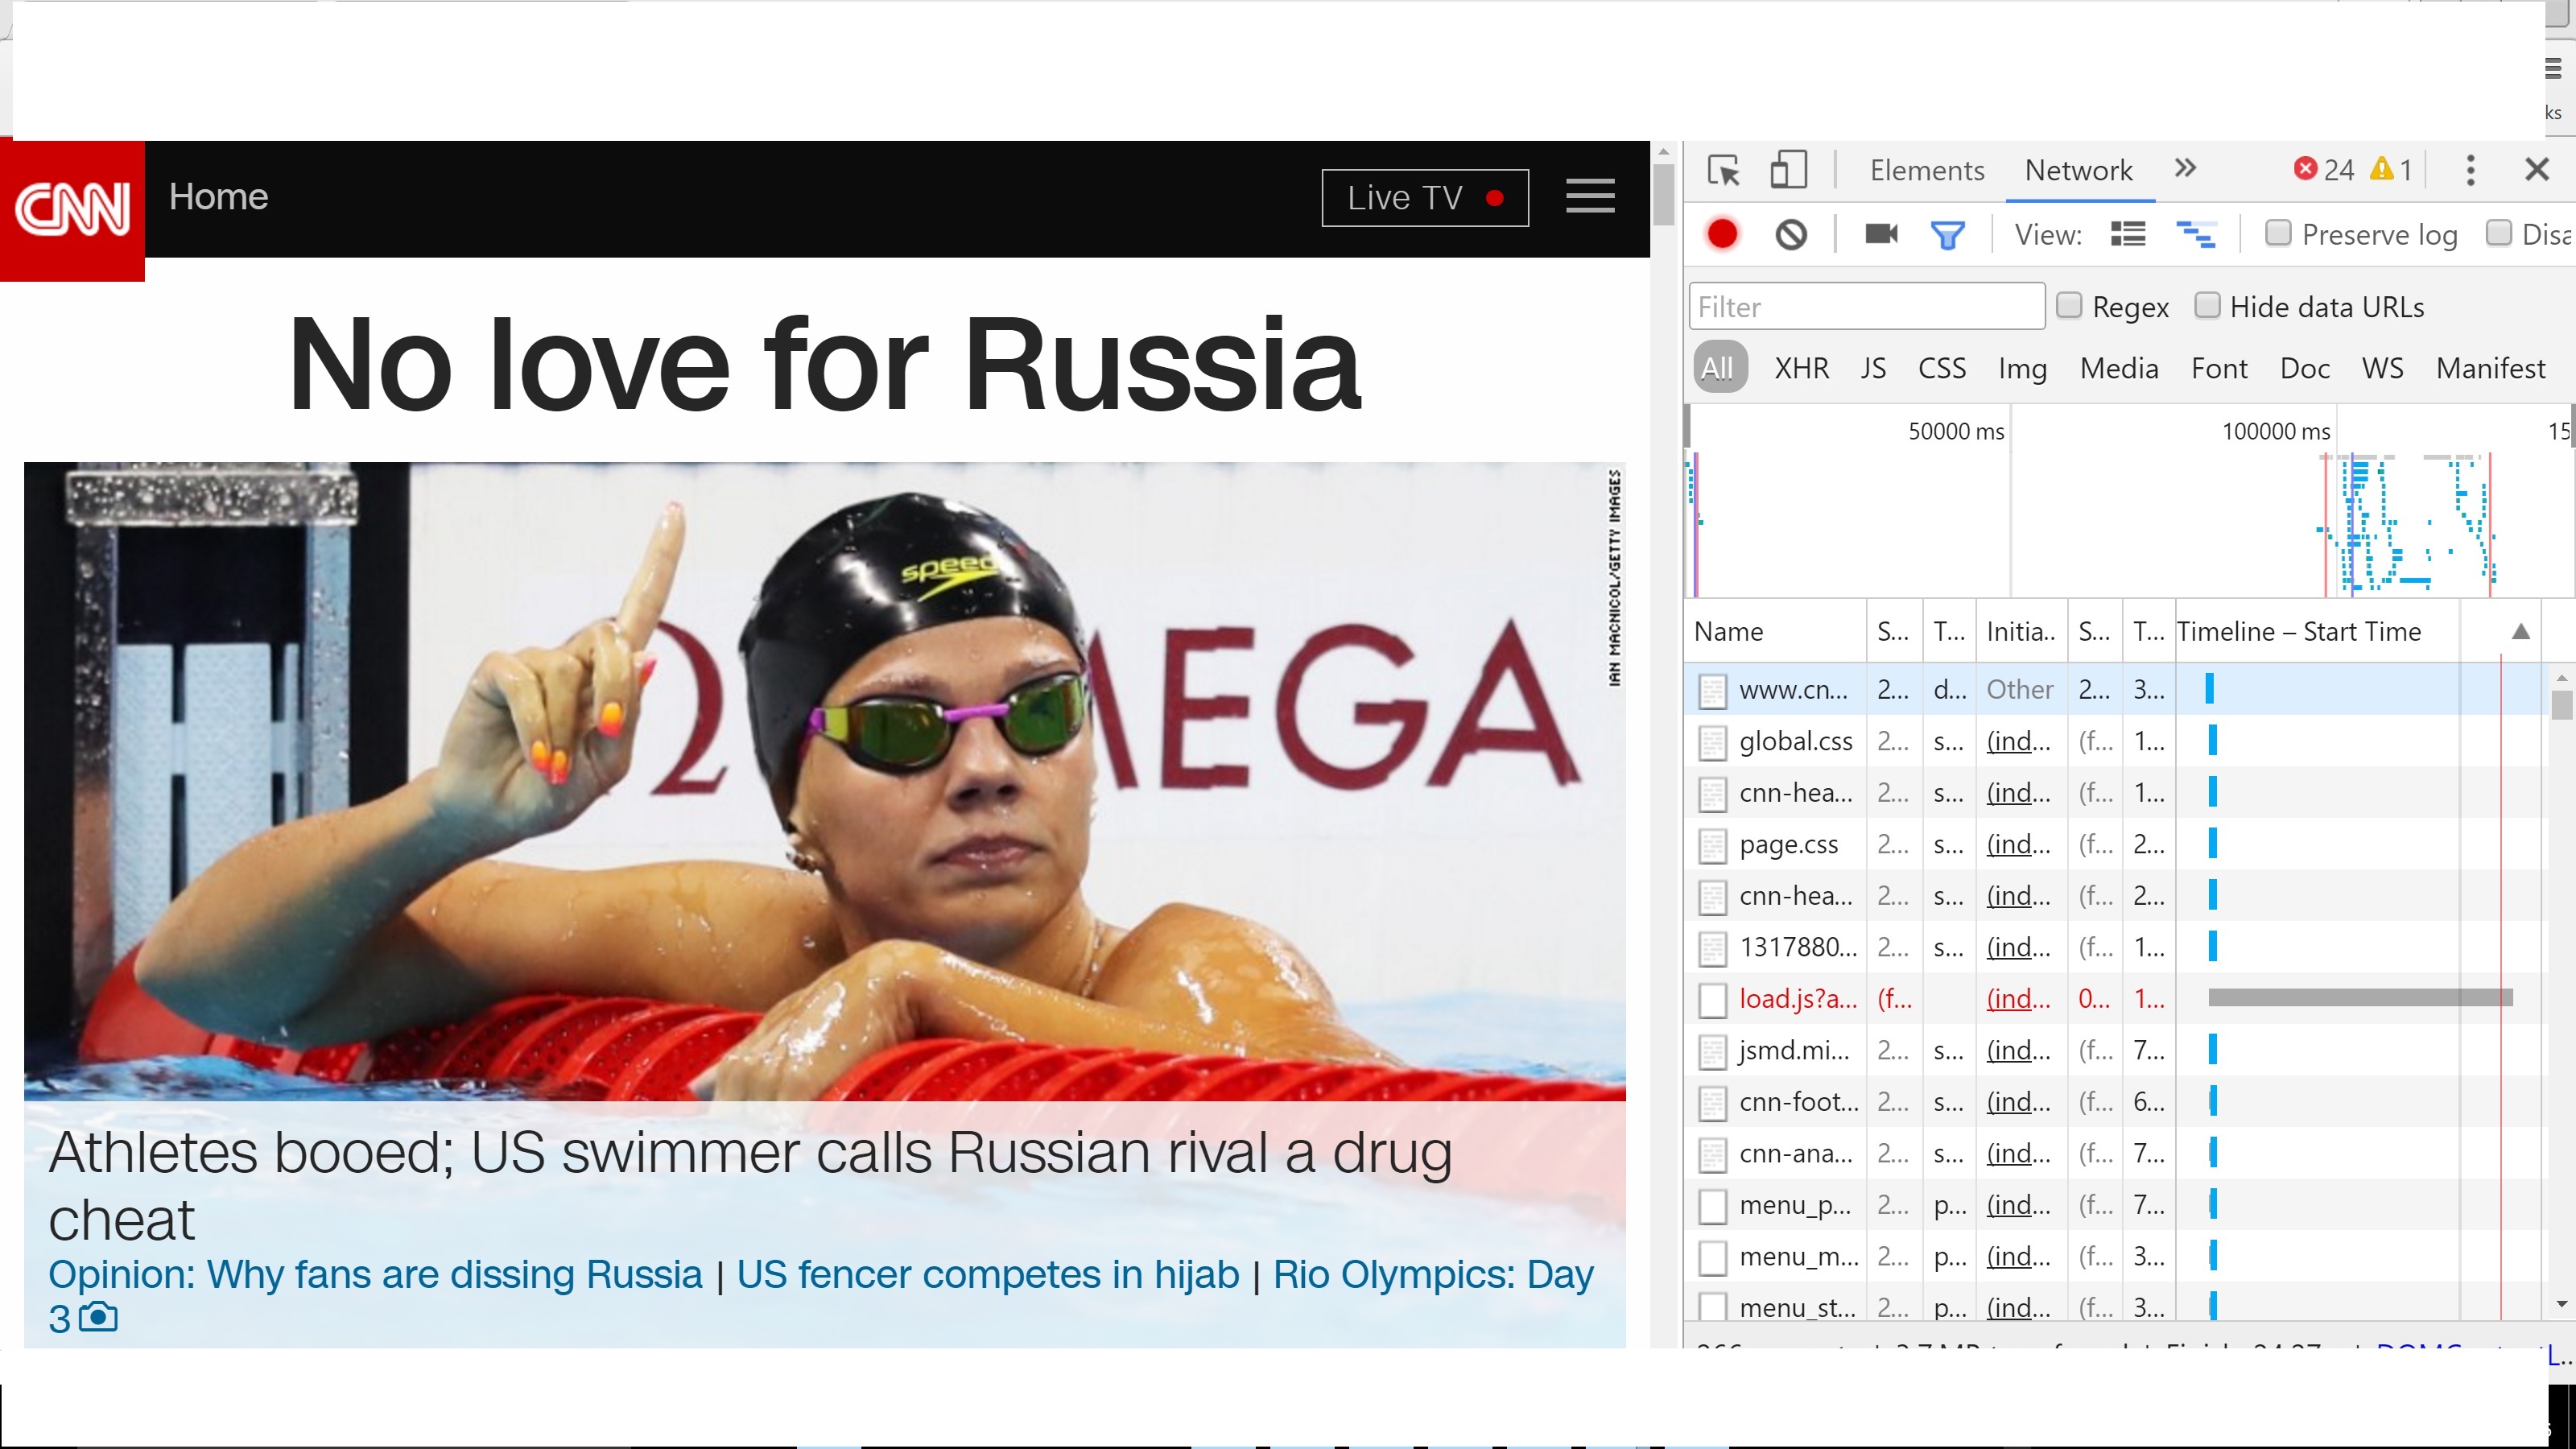 ks
CNN
Home
Live TV
No love for Russia
IAN MACNICOL/GETTY IMAGES
speed
EGA
Athletes booed; US swimmer calls Russian rival a drug
cheat
Opinion: Why fans are dissing Russia | US fencer competes in hijab | Rio Olympics: Day
3
Elements Network 24 1
View: Preserve log Disa
Filter Regex Hide data URLs
All XHR JS CSS Img Media Font Doc WS Manifest
50000 ms 100000 ms 15
Name S... T... Initia.. S... T... Timeline – Start Time
www.cn... 2... d... Other 2... 3...
global.css 2... s... (ind... (f... 1...
cnn-hea... 2... s... (ind... (f... 1...
page.css 2... s... (ind... (f... 2...
cnn-hea... 2... s... (ind... (f... 2...
1317880... 2... s... (ind... (f... 1...
load.js?a... (f... (ind... 0... 1...
jsmd.mi... 2... s... (ind... (f... 7...
cnn-foot... 2... s... (ind... (f... 6...
cnn-ana... 2... s... (ind... (f... 7...
menu_p... 2... p... (ind... (f... 7...
menu_m... 2... p... (ind... (f... 3...
menu_st... 2... p... (ind... (f... 3...